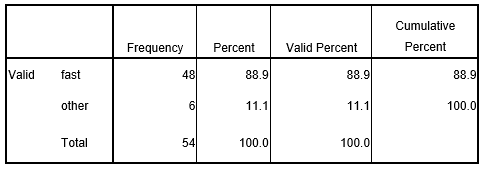 Frequency Percent Valid Percent Cumulative Percent
Valid fast 48 88.9 88.9 88.9
other 6 11.1 11.1 100.0
Total 54 100.0 100.0